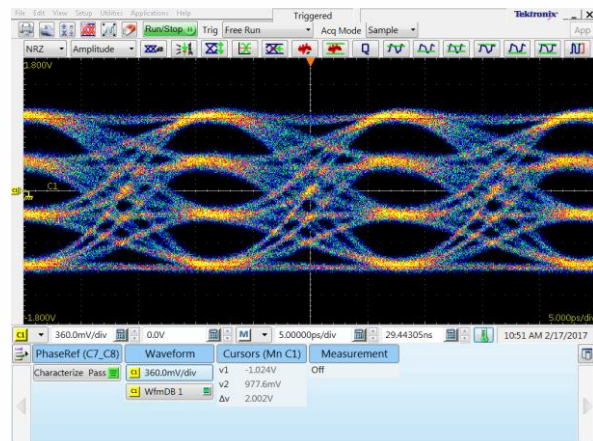 File Edit View Setup Utilities Applications Help Triggered Tektronix
Run/Stop Trig Free Run Acq Mode Sample App
NRZ Amplitude
1.800V
C1
-1.800V 5.000ps/div
C1 360.0mV/div 0.0V M 5.00000ps/div 29.44305ns 10:51 AM 2/17/2017
PhaseRef (C7_C8) Waveform Cursors (Mn C1) Measurement
Characterize Pass C1 360.0mV/div v1 -1.024V Off
C1 WfmDB 1 v2 977.6mV
Δv 2.002V